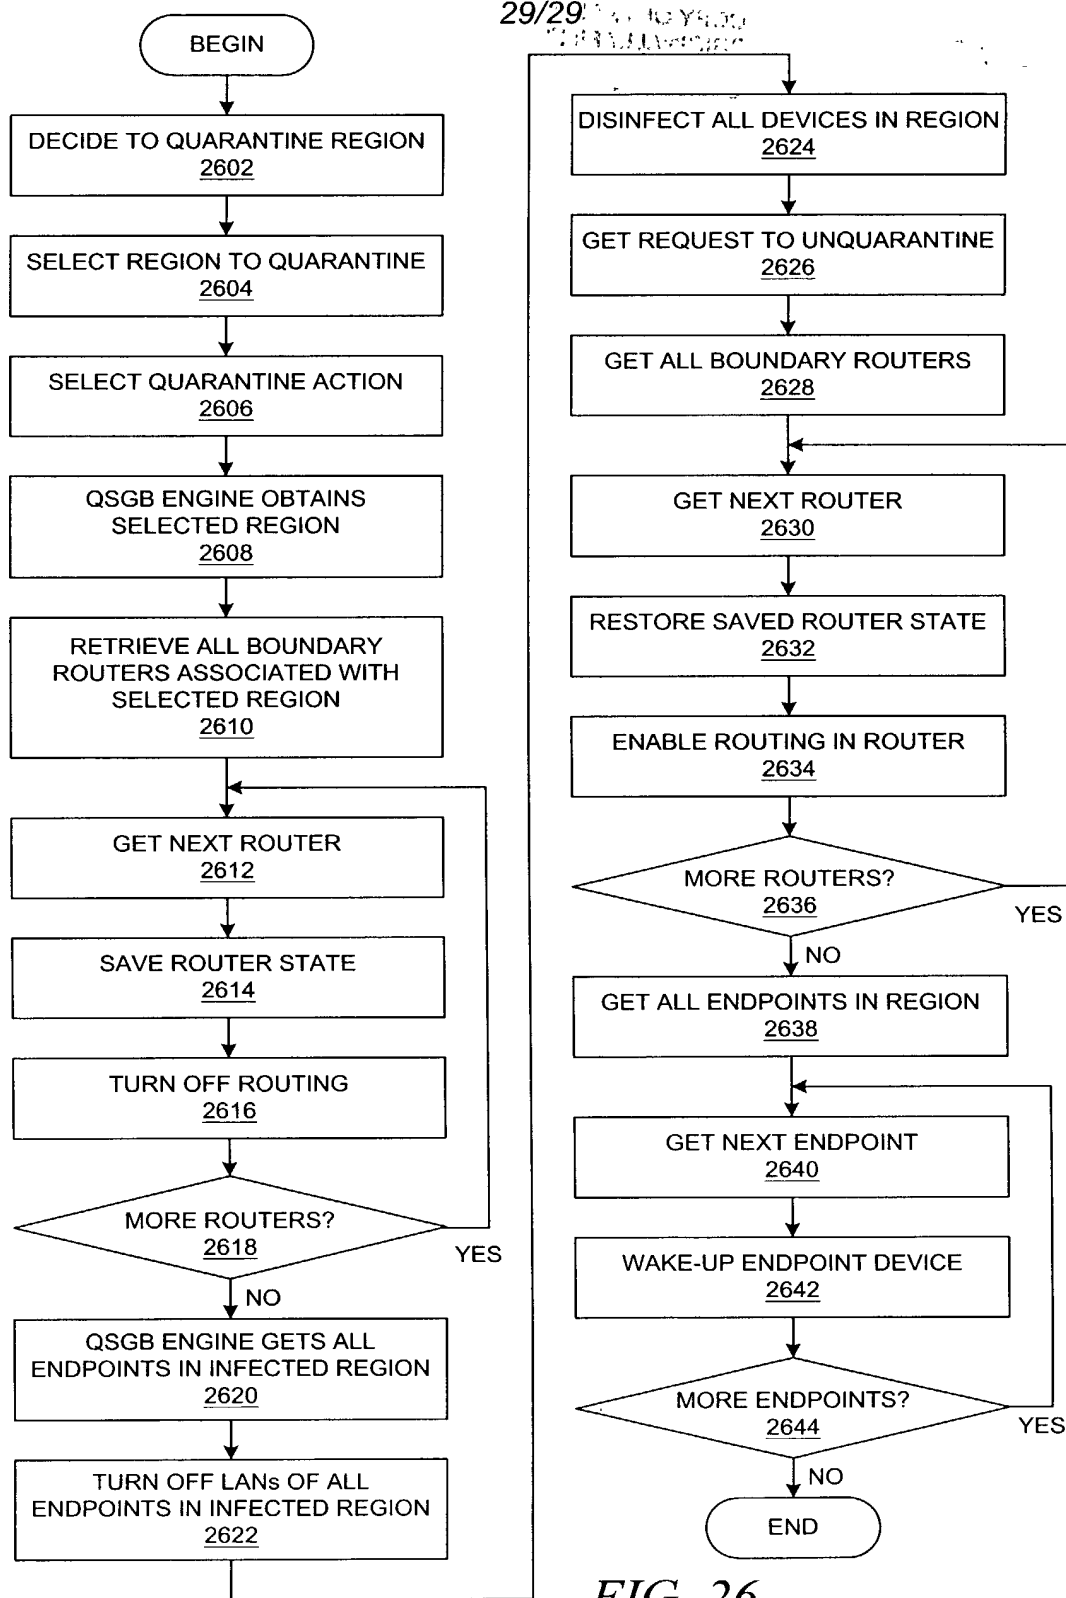 29/29
BEGIN
DECIDE TO QUARANTINE REGION
2602
SELECT REGION TO QUARANTINE
2604
SELECT QUARANTINE ACTION
2606
QSGB ENGINE OBTAINS
SELECTED REGION
2608
RETRIEVE ALL BOUNDARY
ROUTERS ASSOCIATED WITH
SELECTED REGION
2610
GET NEXT ROUTER
2612
SAVE ROUTER STATE
2614
TURN OFF ROUTING
2616
MORE ROUTERS?
2618
YES
NO
QSGB ENGINE GETS ALL
ENDPOINTS IN INFECTED REGION
2620
TURN OFF LANs OF ALL
ENDPOINTS IN INFECTED REGION
2622
DISINFECT ALL DEVICES IN REGION
2624
GET REQUEST TO UNQUARANTINE
2626
GET ALL BOUNDARY ROUTERS
2628
GET NEXT ROUTER
2630
RESTORE SAVED ROUTER STATE
2632
ENABLE ROUTING IN ROUTER
2634
MORE ROUTERS?
2636
YES
NO
GET ALL ENDPOINTS IN REGION
2638
GET NEXT ENDPOINT
2640
WAKE-UP ENDPOINT DEVICE
2642
MORE ENDPOINTS?
2644
YES
NO
END
FIG. 26